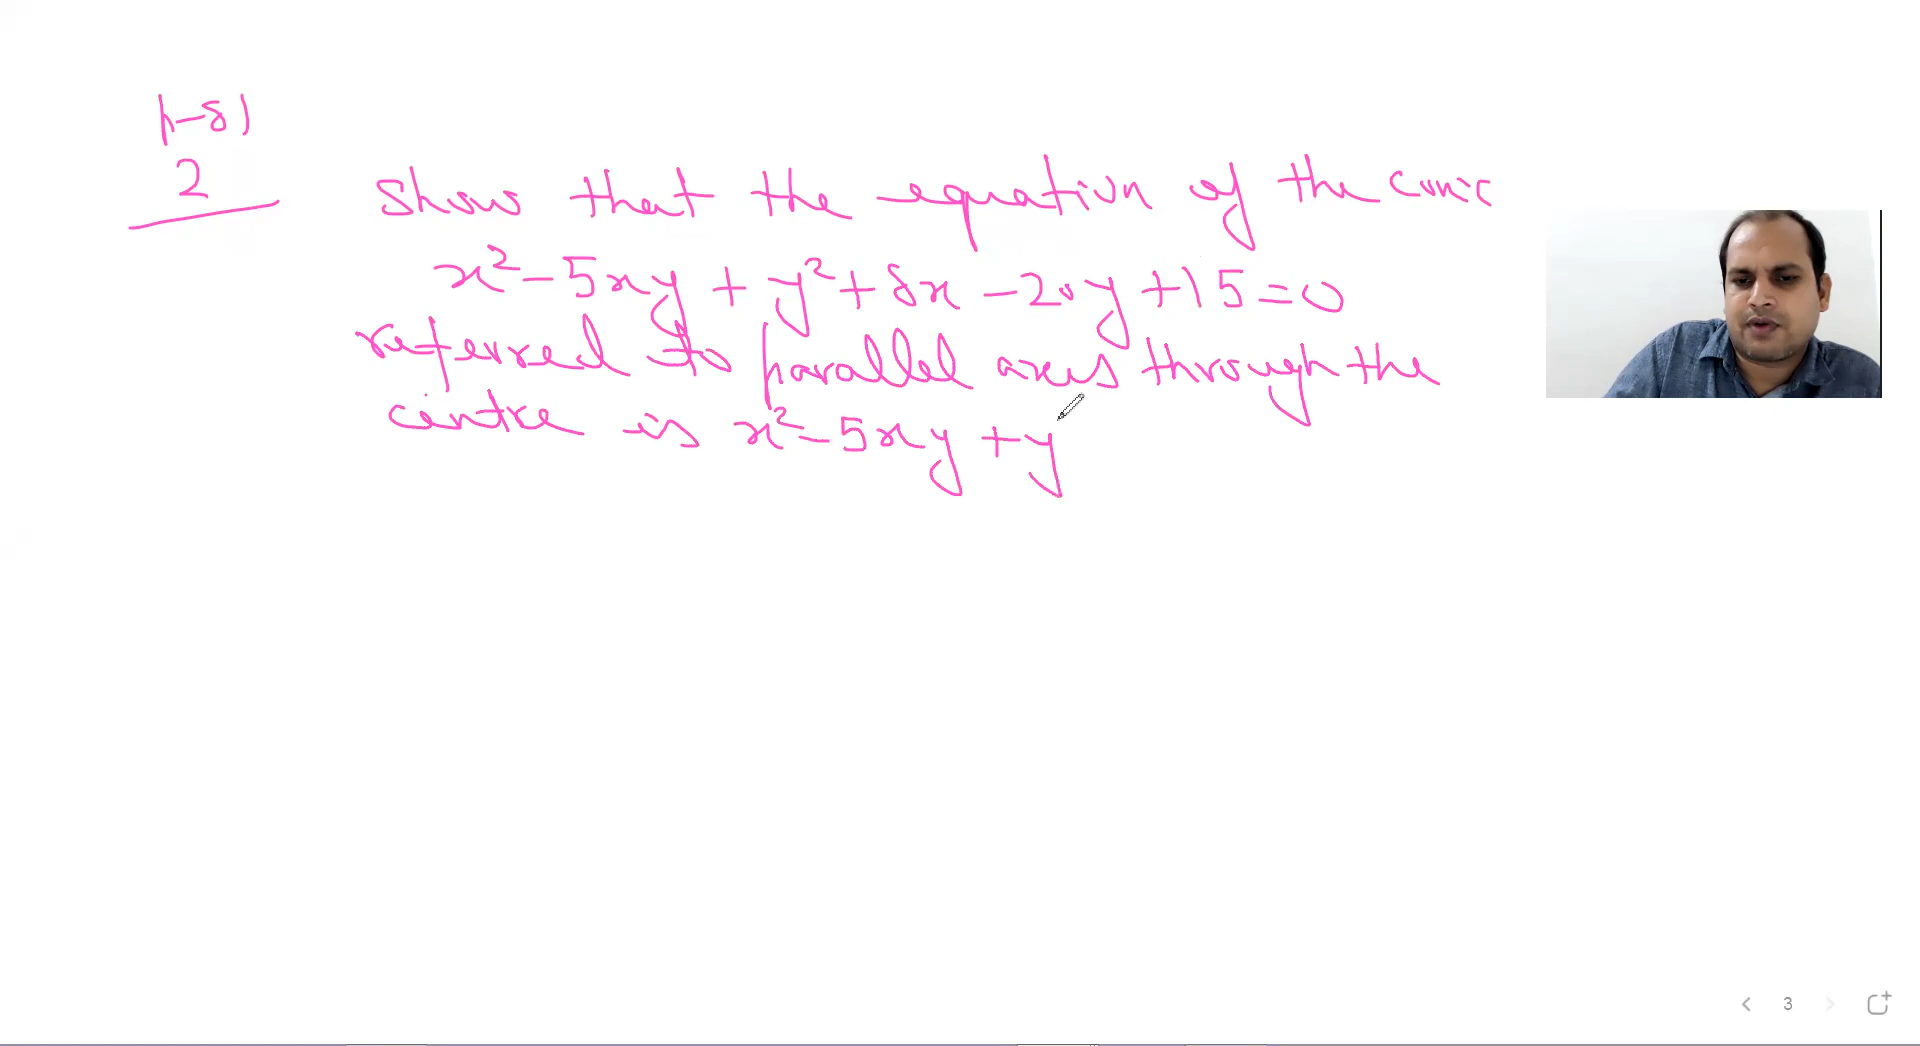 p-81
2
Show that the equation of the conic
x² - 5xy + y² + 8x - 20y + 15 = 0
referred to parallel axes through the
centre is x² - 5xy + y
3